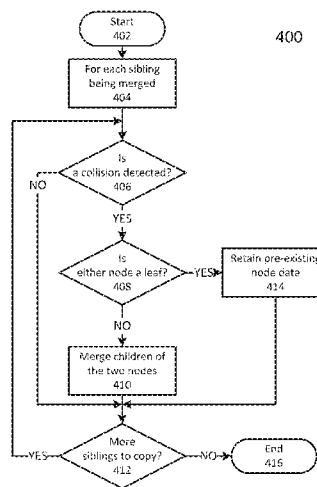 Start
402
400
For each sibling
being merged
404
Is
a collision detected?
406
NO
YES
Is
either node a leaf?
408
YES
Retain pre-existing
node data
414
NO
Merge children of
the two nodes
410
More
siblings to copy?
412
YES
NO
End
416